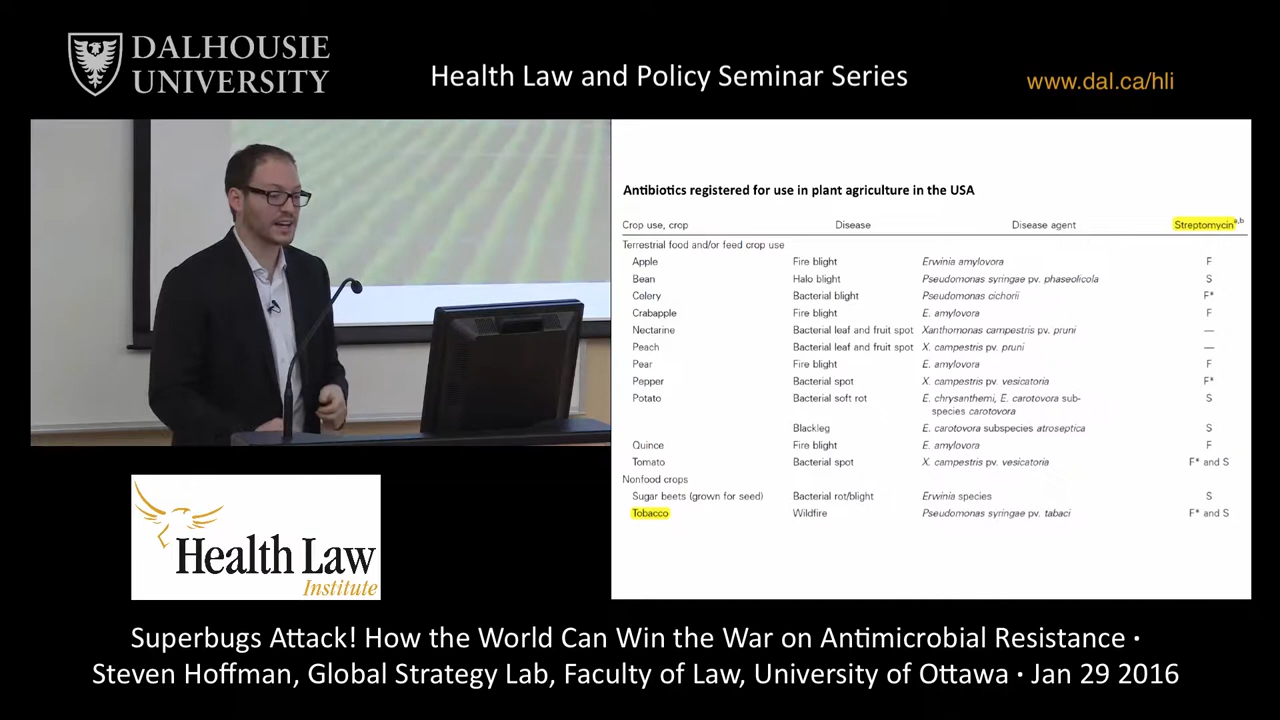 DALHOUSIE
UNIVERSITY
Health Law and Policy Seminar Series
www.dal.ca/hli
Antibiotics registered for use in plant agriculture in the USA
Crop use, crop Disease Disease agent Streptomycin a,b
Terrestrial food and/or feed crop use
Apple Fire blight Erwinia amylovora F
Bean Halo blight Pseudomonas syringae pv. phaseolicola S
Celery Bacterial blight Pseudomonas cichorii F*
Crabapple Fire blight E. amylovora F
Nectarine Bacterial leaf and fruit spot Xanthomonas campestris pv. pruni —
Peach Bacterial leaf and fruit spot X. campestris pv. pruni —
Pear Fire blight E. amylovora F
Pepper Bacterial spot X. campestris pv. vesicatoria F*
Potato Bacterial soft rot E. chrysanthemi, E. carotovora sub- S
species carotovora
Blackleg E. carotovora subspecies atroseptica S
Quince Fire blight E. amylovora F
Tomato Bacterial spot X. campestris pv. vesicatoria F* and S
Nonfood crops
Sugar beets (grown for seed) Bacterial rot/blight Erwinia species S
Tobacco Wildfire Pseudomonas syringae pv. tabaci F* and S
Health Law
Institute
Superbugs Attack! How the World Can Win the War on Antimicrobial Resistance •
Steven Hoffman, Global Strategy Lab, Faculty of Law, University of Ottawa • Jan 29 2016